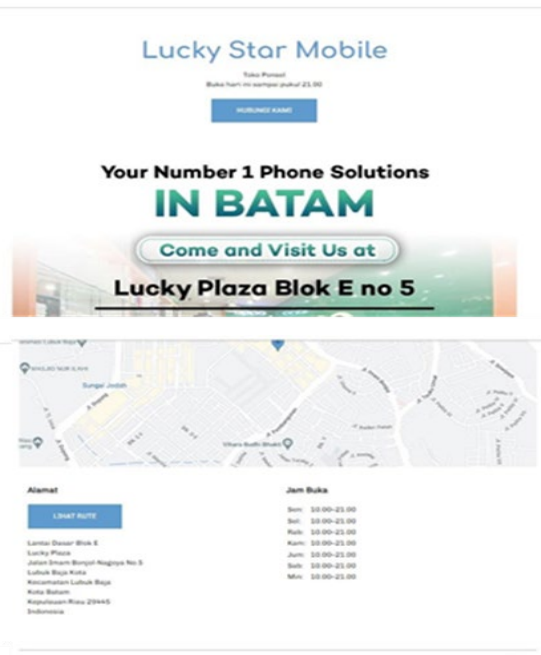 Lucky Star Mobile
Toko Ponsel
Buka hari ini sampai pukul 21.00
HUBUNGI KAMI
Your Number 1 Phone Solutions
IN BATAM
Come and Visit Us at
Lucky Plaza Blok E no 5
Sungai Jodoh
Vihara Budhi Bhakti
Alamat
LIHAT RUTE
Lantai Dasar Blok E
Lucky Plaza
Jalan Imam Bonjol-Nagoya No 5
Lubuk Baja Kota
Kecamatan Lubuk Baja
Kota Batam
Kepulauan Riau 29445
Indonesia
Jam Buka
Sen: 10.00–21.00
Sel: 10.00–21.00
Rab: 10.00–21.00
Kam: 10.00–21.00
Jum: 10.00–21.00
Sab: 10.00–21.00
Min: 10.00–21.00